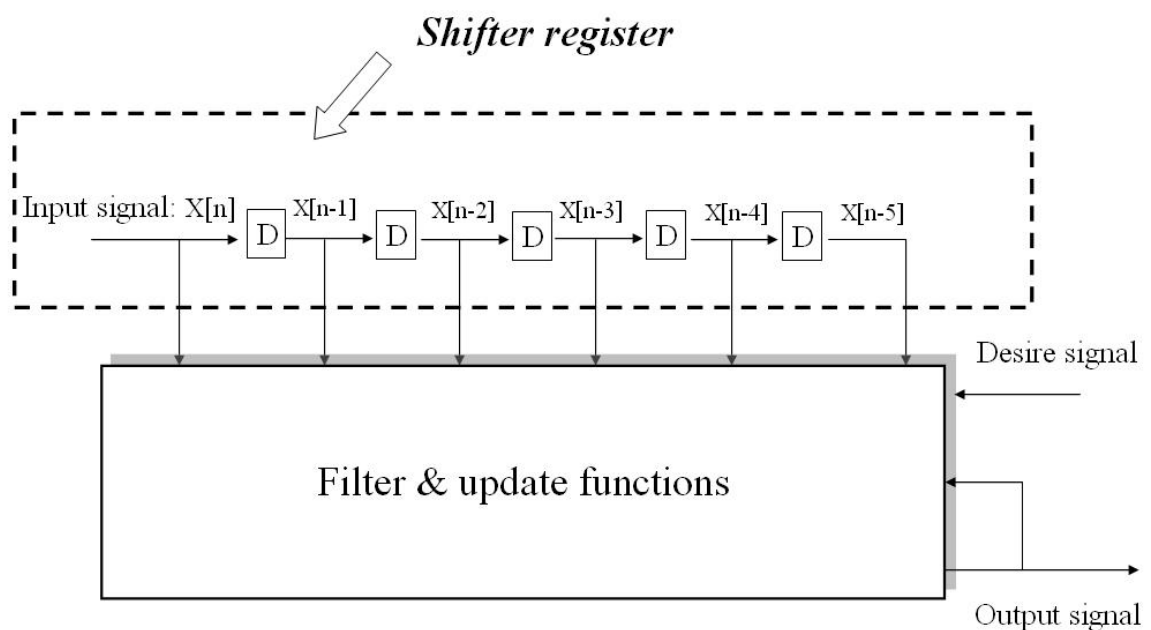 Shifter register
Input signal: X[n]
X[n-1]
X[n-2]
X[n-3]
X[n-4]
X[n-5]
D
D
D
D
D
Desire signal
Filter & update functions
Output signal